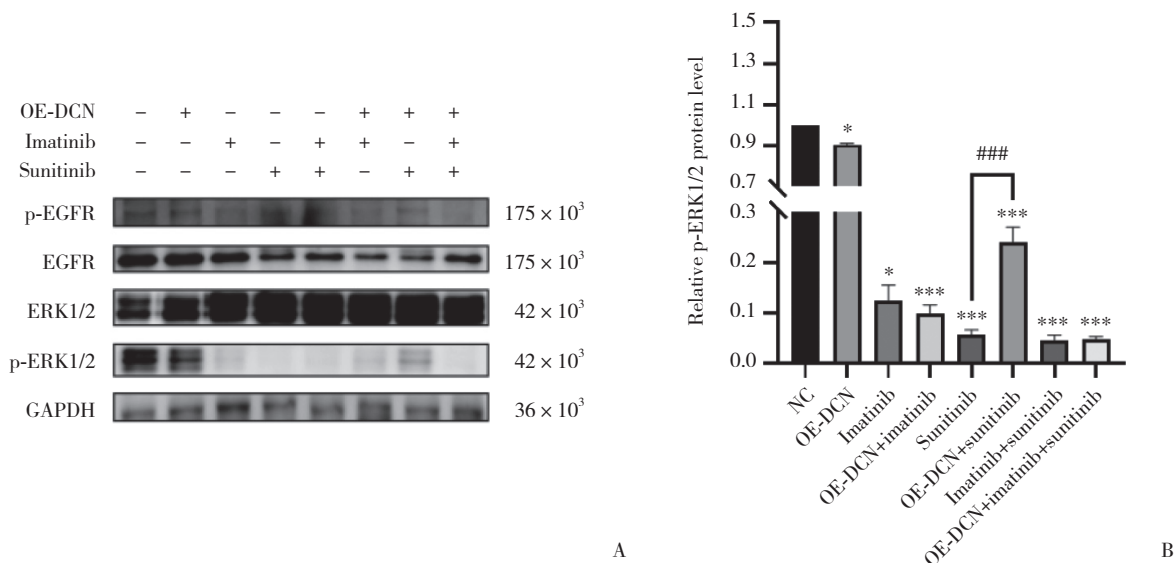 OE-DCN − + − − − + + +
Imatinib − − + − + + − +
Sunitinib − − − + + − + +
p-EGFR 175 × 10³
EGFR 175 × 10³
ERK1/2 42 × 10³
p-ERK1/2 42 × 10³
GAPDH 36 × 10³
A
Relative p-ERK1/2 protein level
1.5
1.3
1.1
0.9
0.7
0.3
0.2
0.1
0.0
*
*
***
***
###
***
***
***
NC
OE-DCN
Imatinib
OE-DCN+imatinib
Sunitinib
OE-DCN+sunitinib
Imatinib+sunitinib
OE-DCN+imatinib+sunitinib
B